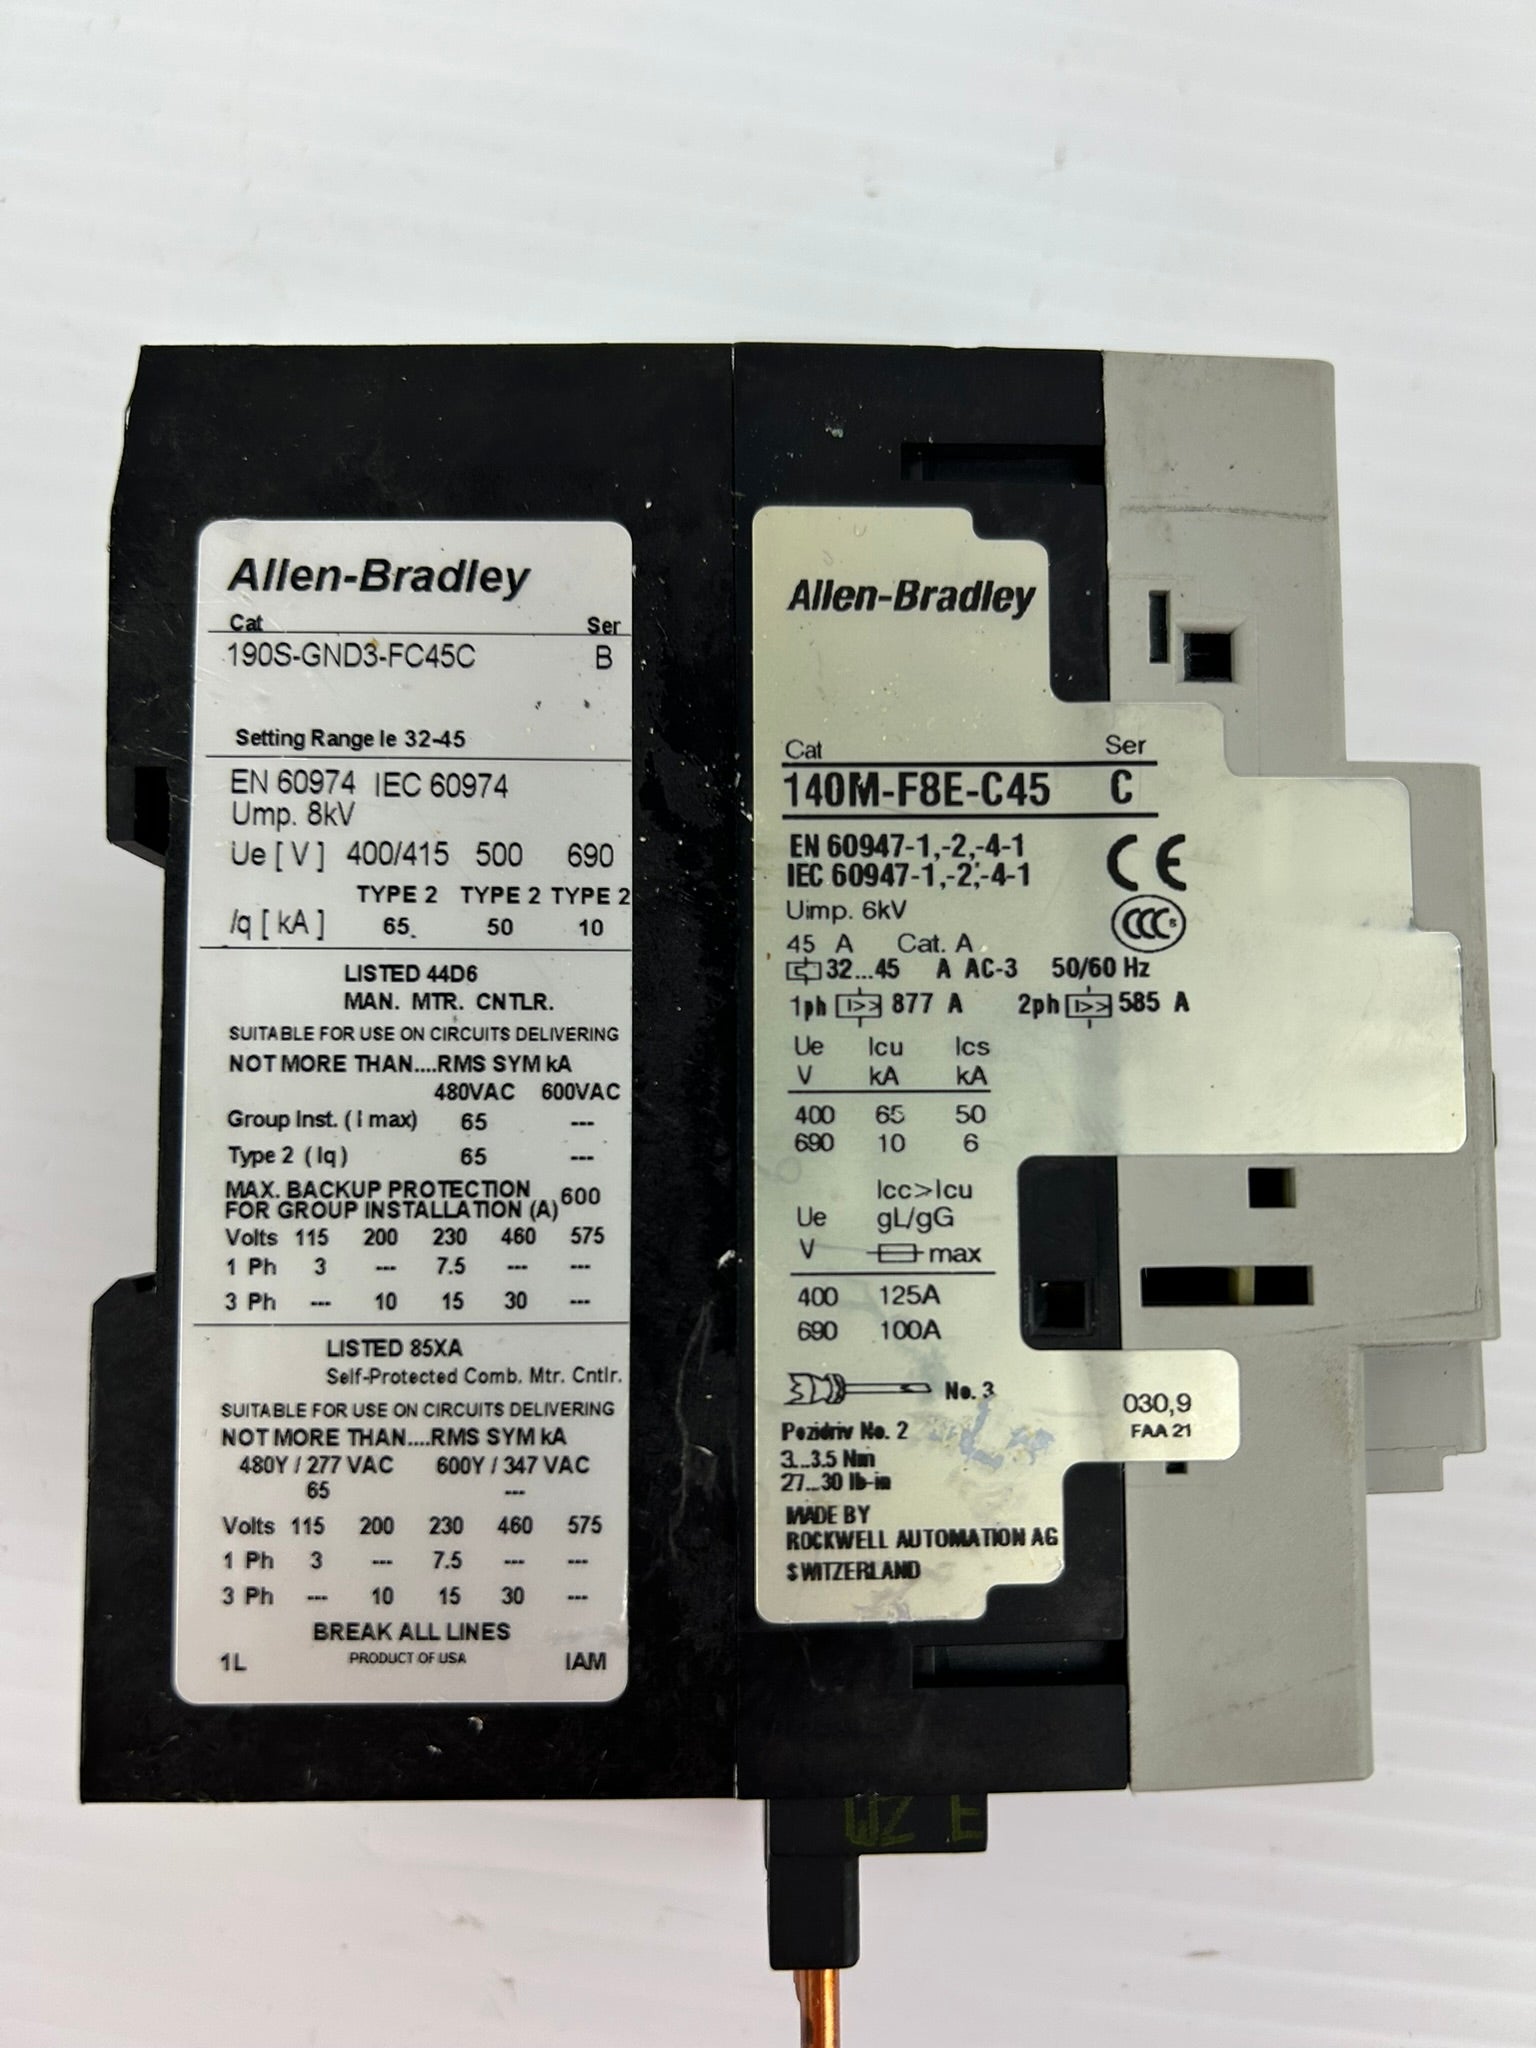 Allen-Bradley
Cat Ser
190S-GND3-FC45C B
Setting Range Ie 32-45
EN 60974 IEC 60974
Ump. 8kV
Ue [ V ] 400/415 500 690
TYPE 2 TYPE 2 TYPE 2
Iq [ kA ] 65 50 10
LISTED 44D6
MAN. MTR. CNTLR.
SUITABLE FOR USE ON CIRCUITS DELIVERING
NOT MORE THAN....RMS SYM kA
480VAC 600VAC
Group Inst. ( I max) 65 ---
Type 2 ( Iq ) 65 ---
MAX. BACKUP PROTECTION
FOR GROUP INSTALLATION (A) 600
Volts 115 200 230 460 575
1 Ph 3 --- 7.5 --- ---
3 Ph --- 10 15 30 ---
LISTED 85XA
Self-Protected Comb. Mtr. Cntlr.
SUITABLE FOR USE ON CIRCUITS DELIVERING
NOT MORE THAN....RMS SYM kA
480Y / 277 VAC 600Y / 347 VAC
65 ---
Volts 115 200 230 460 575
1 Ph 3 --- 7.5 --- ---
3 Ph --- 10 15 30 ---
BREAK ALL LINES
1L PRODUCT OF USA IAM
Allen-Bradley
Cat Ser
140M-F8E-C45 C
EN 60947-1,-2,-4-1
IEC 60947-1,-2,-4-1
CE
CCC S
Uimp. 6kV
45 A Cat. A
32...45 A AC-3 50/60 Hz
1ph I>> 877 A 2ph I>> 585 A
Ue Icu Ics
V kA kA
400 65 50
690 10 6
Icc>Icu
Ue gL/gG
V max
400 125A
690 100A
No. 3
Pozidriv No. 2
3...3.5 Nm
27...30 lb-in
MADE BY
ROCKWELL AUTOMATION AG
SWITZERLAND
030,9
FAA 21
WZ E